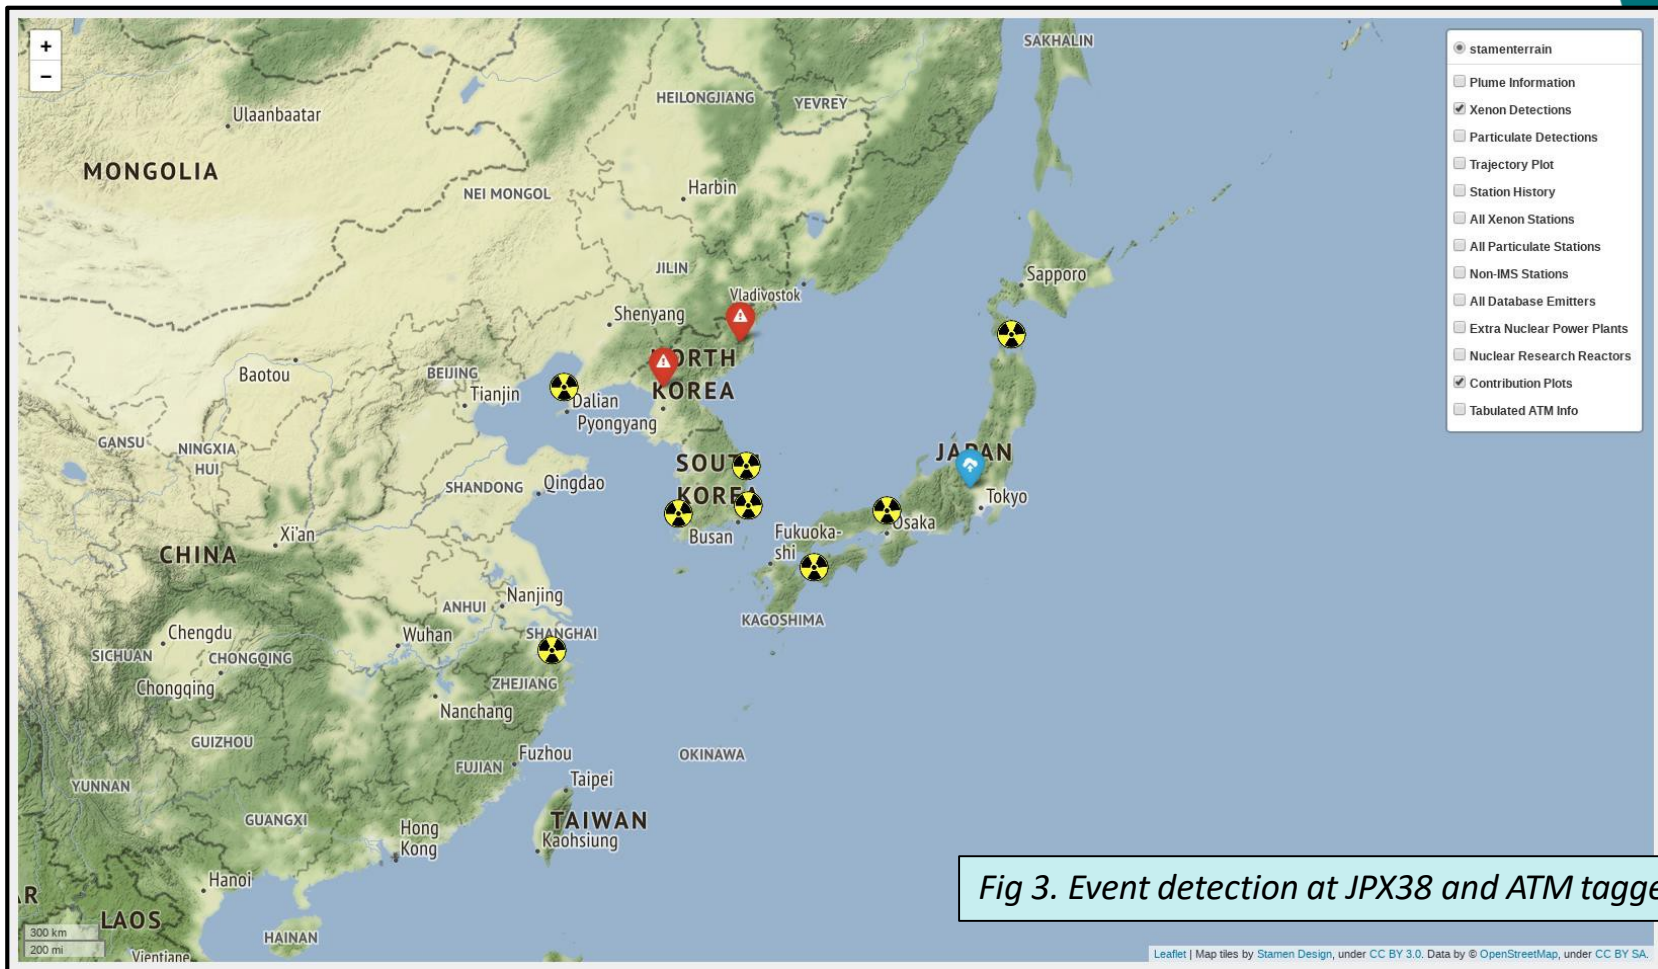 +
−
SAKHALIN
stamenterrain
Plume Information
Xenon Detections
Particulate Detections
Trajectory Plot
Station History
All Xenon Stations
All Particulate Stations
Non-IMS Stations
All Database Emitters
Extra Nuclear Power Plants
Nuclear Research Reactors
Contribution Plots
Tabulated ATM Info
HEILONGJIANG
YEVREY
Ulaanbaatar
MONGOLIA
NEI MONGOL
Harbin
JILIN
Sapporo
Vladivostok
Shenyang
NORTH
KOREA
Baotou
BEIJING
Tianjin
Dalian
Pyongyang
GANSU
NINGXIA
HUI
SOUTH
KOREA
JAPAN
SHANDONG
Qingdao
Tokyo
Xi'an
Busan
Fukuoka-
shi
Osaka
CHINA
Nanjing
ANHUI
KAGOSHIMA
Chengdu
Wuhan
SHANGHAI
SICHUAN
CHONGQING
Chongqing
ZHEJIANG
Nanchang
GUIZHOU
Fuzhou
FUJIAN
OKINAWA
Taipei
YUNNAN
GUANGXI
TAIWAN
Hong
Kong
Kaohsiung
Hanoi
AR
LAOS
HAINAN
Vientiane
300 km
200 mi
Fig 3. Event detection at JPX38 and ATM tagge
Leaflet | Map tiles by Stamen Design, under CC BY 3.0. Data by © OpenStreetMap, under CC BY SA.